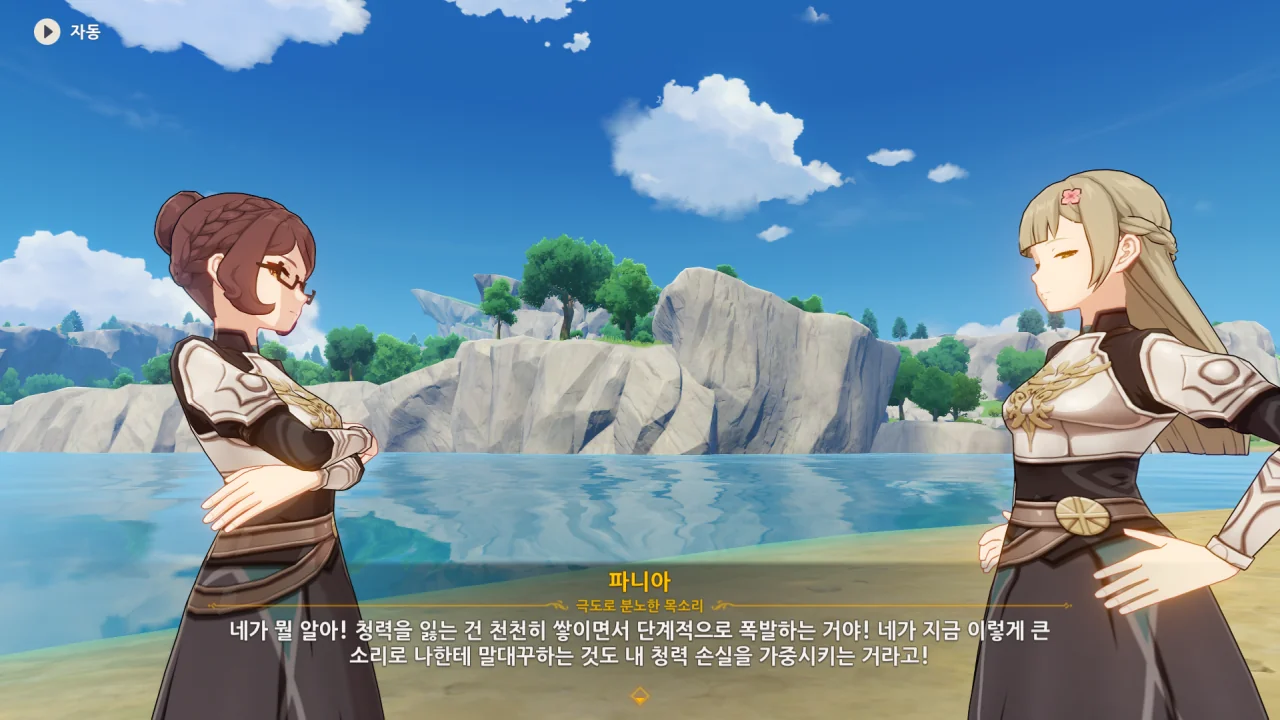 자동
파니아
극도로 분노한 목소리
네가 뭘 알아! 청력을 잃는 건 천천히 쌓이면서 단계적으로 폭발하는 거야! 네가 지금 이렇게 큰
소리로 나한테 말대꾸하는 것도 내 청력 손실을 가중시키는 거라고!